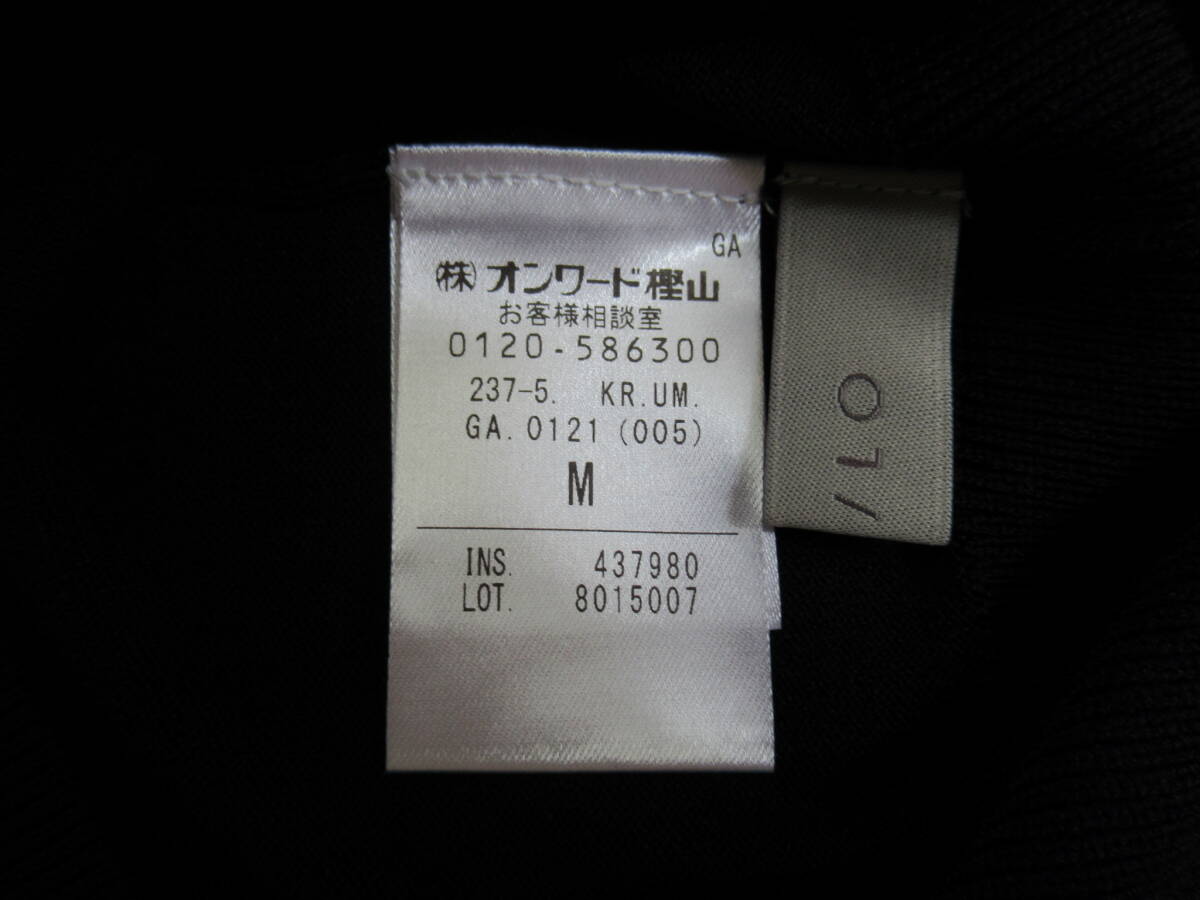 GA
㈱オンワード樫山
お客様相談室
0120-586300
237-5. KR.UM.
GA.0121 (005)
M
INS. 437980
LOT. 8015007
/LO